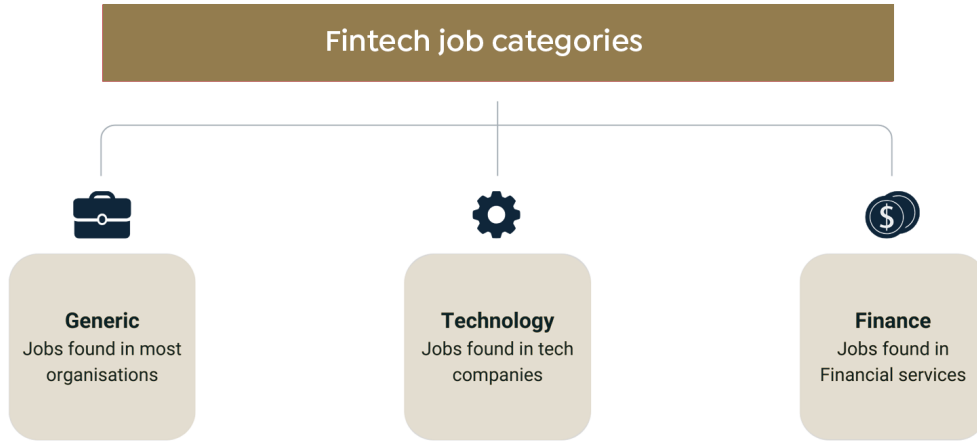 Fintech job categories
$
Generic
Jobs found in most
organisations
Technology
Jobs found in tech
companies
Finance
Jobs found in
Financial services